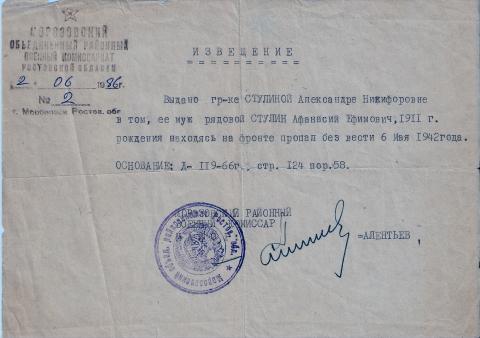 МОРОЗОВСКИЙ
ОБЪЕДИНЕННЫЙ РАЙОННЫЙ
ВОЕННЫЙ КОМИССАРИАТ
РОСТОВСКОЙ ОБЛАСТИ
2 06 1986г.
№ 2
г. Морозовск Ростов. обл
ИЗВЕЩЕНИЕ
Выдано гр-ке СТУЛИНОЙ Александре Никифоровне
в том, ее муж рядовой СТУЛИН Афанасий Ефимович, 1911 г.
рождения находясь на фронте пропал без вести 6 Мая 1942года.
ОСНОВАНИЕ: Д- 119-66г., стр. 124 пор.58.
МОРОЗОВСКИЙ РАЙОННЫЙ
ВОЕННЫЙ КОМИССАР
=АЛЕНТЬЕВ